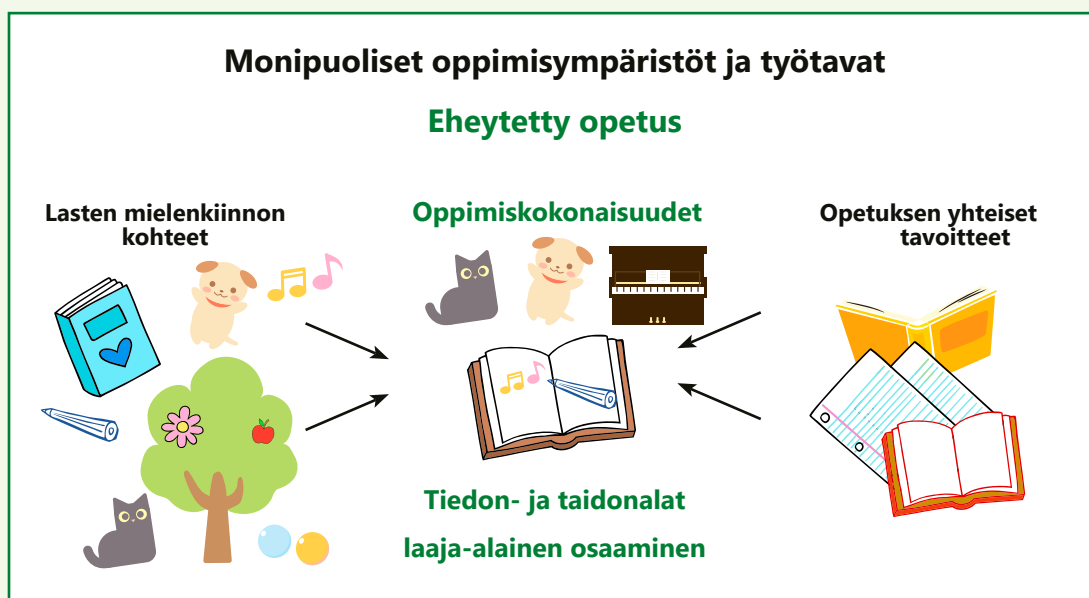 Monipuoliset oppimisympäristöt ja työtavat
Eheytetty opetus
Lasten mielenkiinnon
kohteet
Oppimiskokonaisuudet
Opetuksen yhteiset
tavoitteet
Tiedon- ja taidonalat
laaja-alainen osaaminen